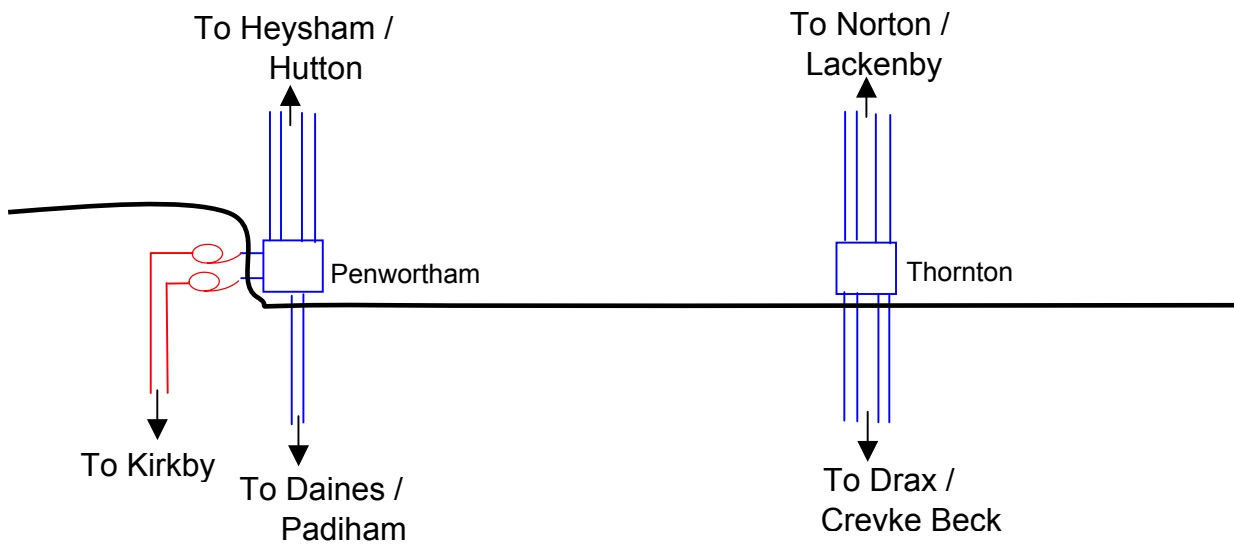 To Heysham /
Hutton
To Norton /
Lackenby
Penwortham
Thornton
To Kirkby
To Daines /
Padiham
To Drax /
Crevke Beck